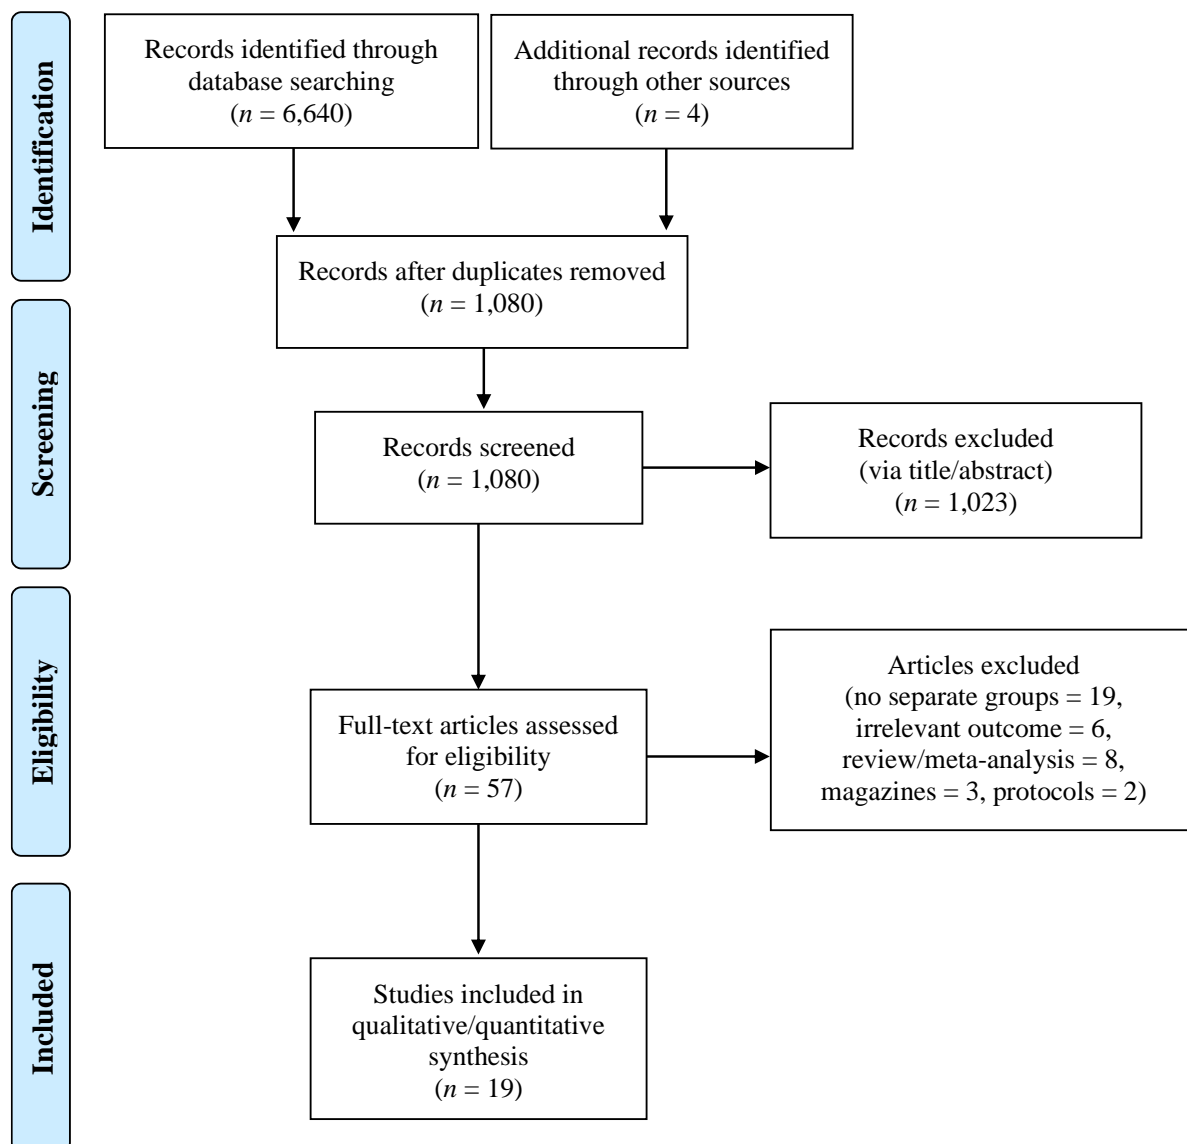 Identification
Records identified through
database searching
(n = 6,640)
Additional records identified
through other sources
(n = 4)
Records after duplicates removed
(n = 1,080)
Screening
Records screened
(n = 1,080)
Records excluded
(via title/abstract)
(n = 1,023)
Eligibility
Full-text articles assessed
for eligibility
(n = 57)
Articles excluded
(no separate groups = 19,
irrelevant outcome = 6,
review/meta-analysis = 8,
magazines = 3, protocols = 2)
Included
Studies included in
qualitative/quantitative
synthesis
(n = 19)